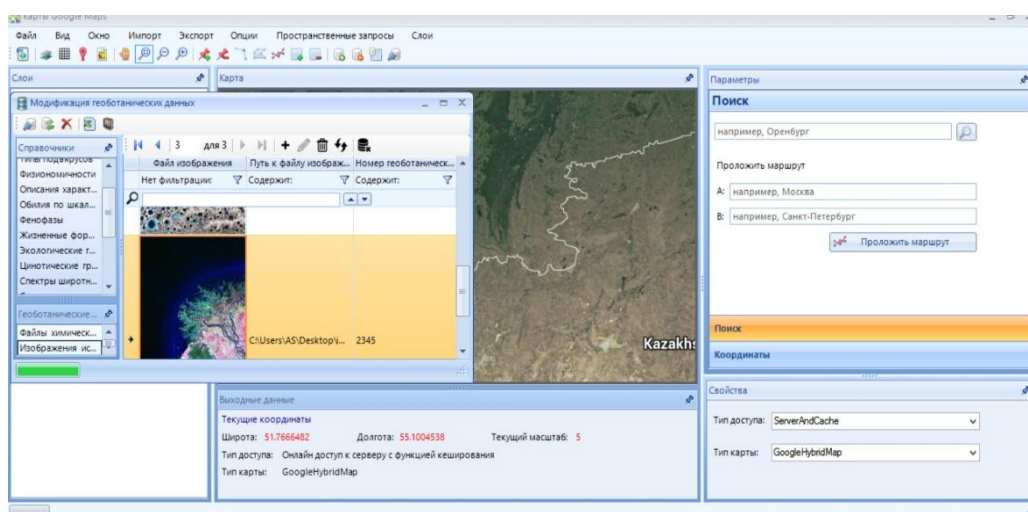 Карты Google Maps
Файл Вид Окно Импорт Экспорт Опции Пространственные запросы Слои
Слои
Карта
Параметры
Модификация геоботанических данных
Поиск
например, Оренбург
Справочники
3 для 3
Типы подъярусов
Физиономичности
Описания характ...
Обилия по шкал...
Фенофазы
Жизненные фор...
Экологические г...
Ценотические гр...
Спектры широтн...
Файл изображения Путь к файлу изображ... Номер геоботаническ...
Нет фильтрации: Содержит: Содержит:
Проложить маршрут
A: например, Москва
B: например, Санкт-Петербург
Проложить маршрут
Геоботанические...
Файлы химическ...
Изображения ис...
C:\Users\AS\Desktop\i... 2345
Kazakhs
Поиск
Координаты
Выходные данные
Текущие координаты
Широта: 51.7666482 Долгота: 55.1004538 Текущий масштаб: 5
Тип доступа: Онлайн доступ к серверу с функцией кеширования
Тип карты: GoogleHybridMap
Свойства
Тип доступа: ServerAndCache
Тип карты: GoogleHybridMap